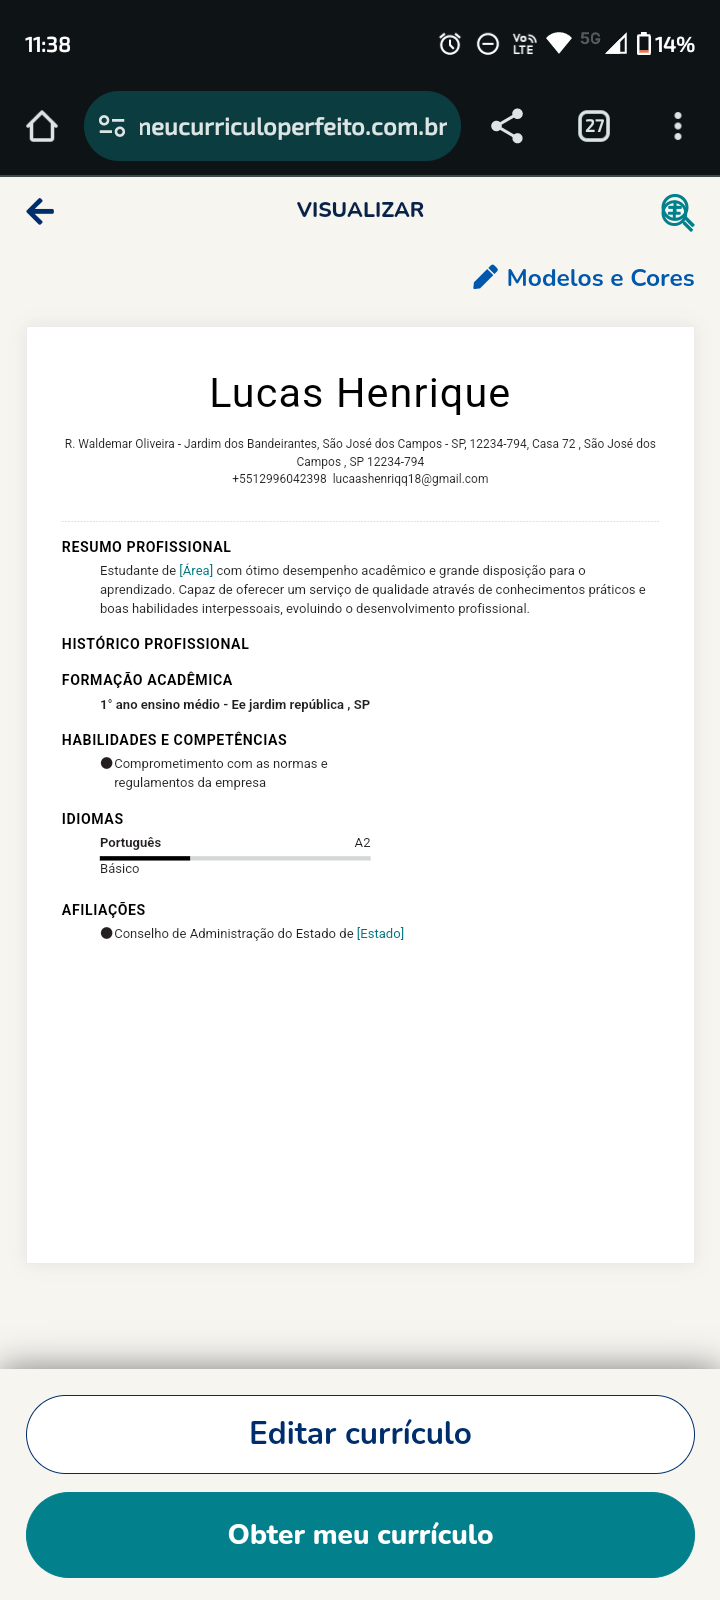 11:38
Vo
LTE
5G
14%
neucurriculoperfeito.com.br
27
VISUALIZAR
Modelos e Cores
Lucas Henrique
R. Waldemar Oliveira - Jardim dos Bandeirantes, São José dos Campos - SP, 12234-794, Casa 72 , São José dos
Campos , SP 12234-794
+5512996042398 lucaashenriqq18@gmail.com
RESUMO PROFISSIONAL
Estudante de [Área] com ótimo desempenho acadêmico e grande disposição para o
aprendizado. Capaz de oferecer um serviço de qualidade através de conhecimentos práticos e
boas habilidades interpessoais, evoluindo o desenvolvimento profissional.
HISTÓRICO PROFISSIONAL
FORMAÇÃO ACADÊMICA
1° ano ensino médio - Ee jardim república , SP
HABILIDADES E COMPETÊNCIAS
Comprometimento com as normas e
regulamentos da empresa
IDIOMAS
Português A2
Básico
AFILIAÇÕES
Conselho de Administração do Estado de [Estado]
Editar currículo
Obter meu currículo